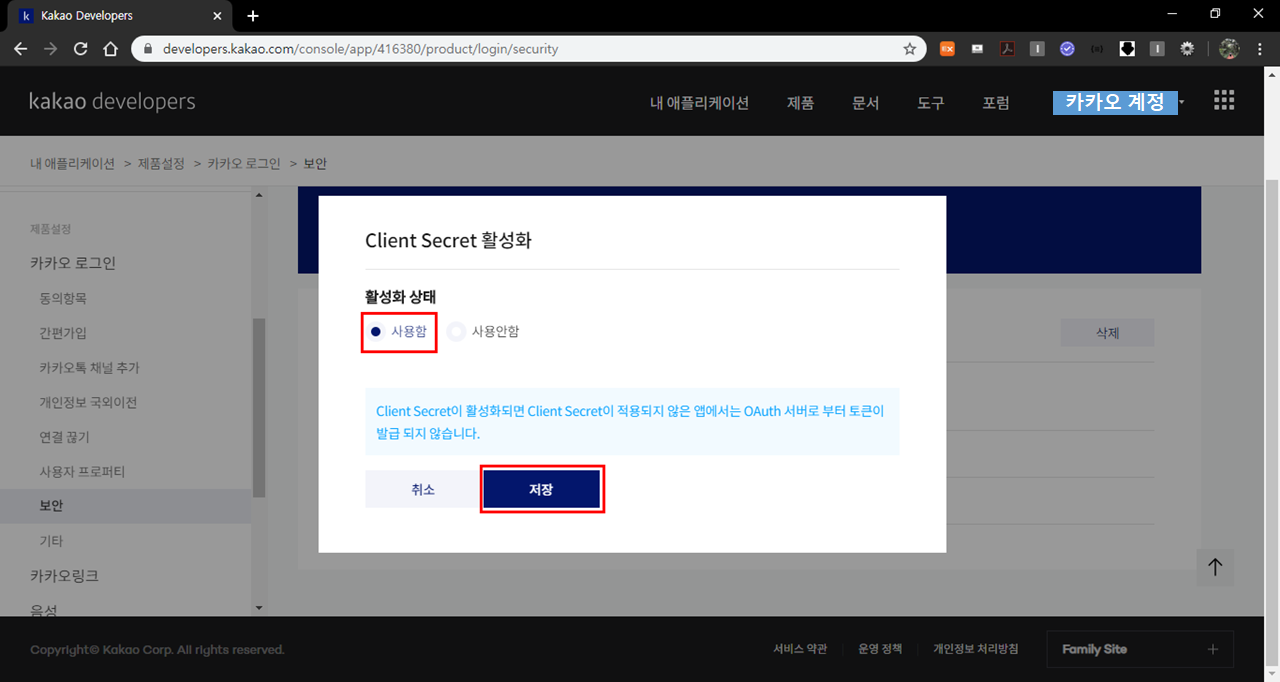 Kakao Developers
developers.kakao.com/console/app/416380/product/login/security
kakao developers
내 애플리케이션 제품 문서 도구 포럼 카카오 계정
내 애플리케이션 > 제품설정 > 카카오 로그인 > 보안
제품설정
카카오 로그인
동의항목
간편가입
카카오톡 채널 추가
개인정보 국외이전
연결 끊기
사용자 프로퍼티
보안
기타
카카오링크
음성
Client Secret 활성화
활성화 상태
사용함 사용안함
Client Secret이 활성화되면 Client Secret이 적용되지 않은 앱에서는 OAuth 서버로 부터 토큰이
발급 되지 않습니다.
취소 저장
삭제
Copyright© Kakao Corp. All rights reserved.
서비스 약관 운영 정책 개인정보 처리방침 Family Site